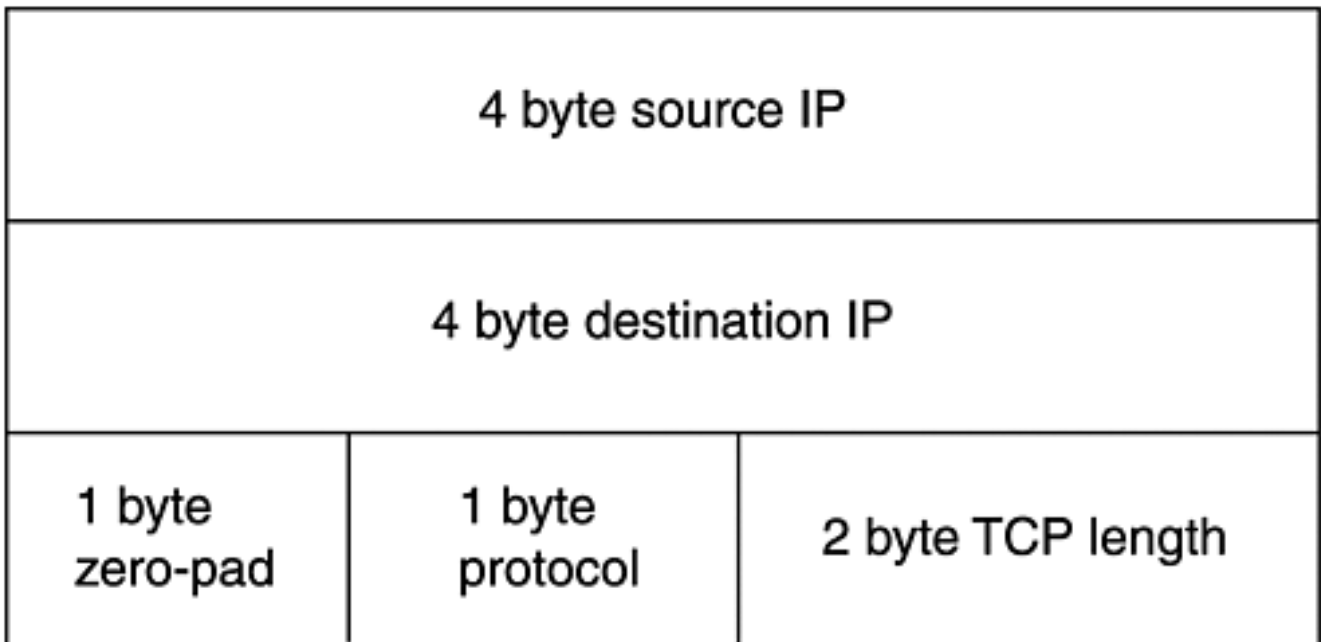 4 byte source IP
4 byte destination IP
1 byte
zero-pad
1 byte
protocol
2 byte TCP length